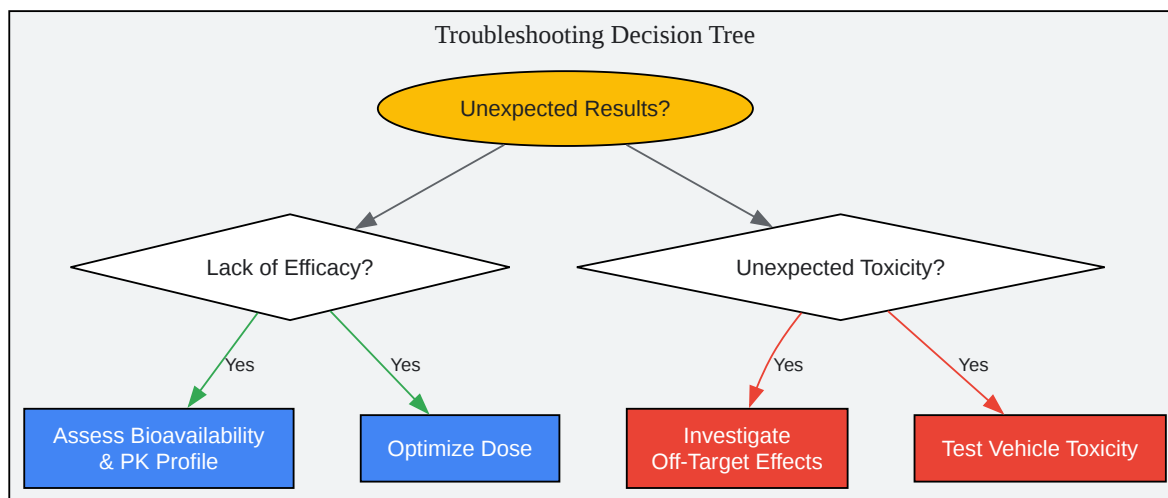 Troubleshooting Decision Tree
Unexpected Results?
Lack of Efficacy?
Unexpected Toxicity?
Yes
Yes
Yes
Yes
Assess Bioavailability
& PK Profile
Optimize Dose
Investigate
Off-Target Effects
Test Vehicle Toxicity